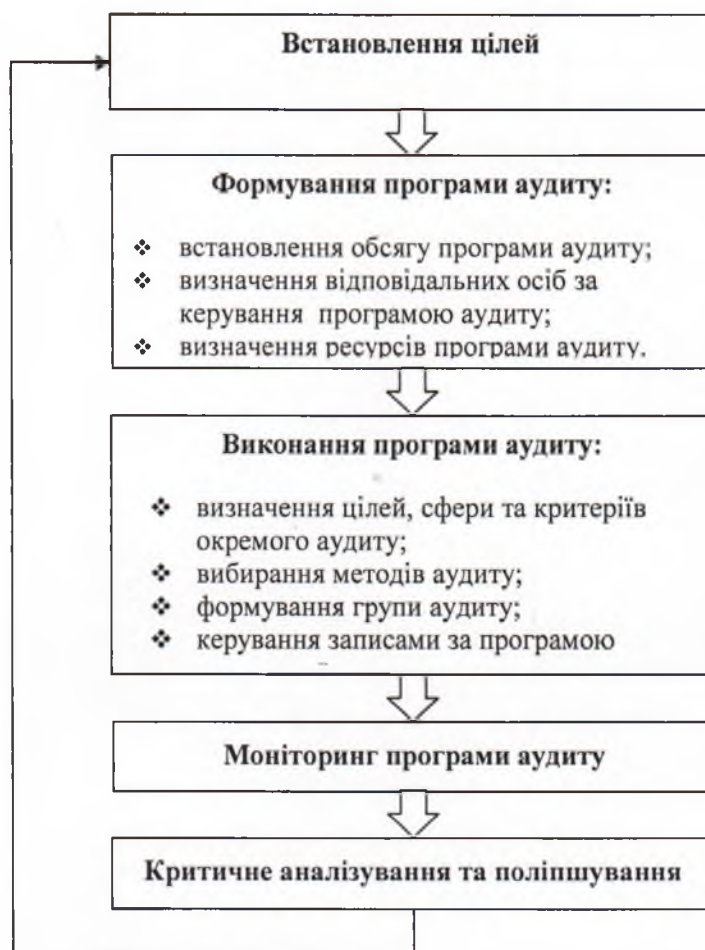 Встановлення цілей
Формування програми аудиту:
❖ встановлення обсягу програми аудиту;
❖ визначення відповідальних осіб за
керування програмою аудиту;
❖ визначення ресурсів програми аудиту.
Виконання програми аудиту:
❖ визначення цілей, сфери та критеріїв
окремого аудиту;
❖ вибирання методів аудиту;
❖ формування групи аудиту;
❖ керування записами за програмою
Моніторинг програми аудиту
Критичне аналізування та поліпшування